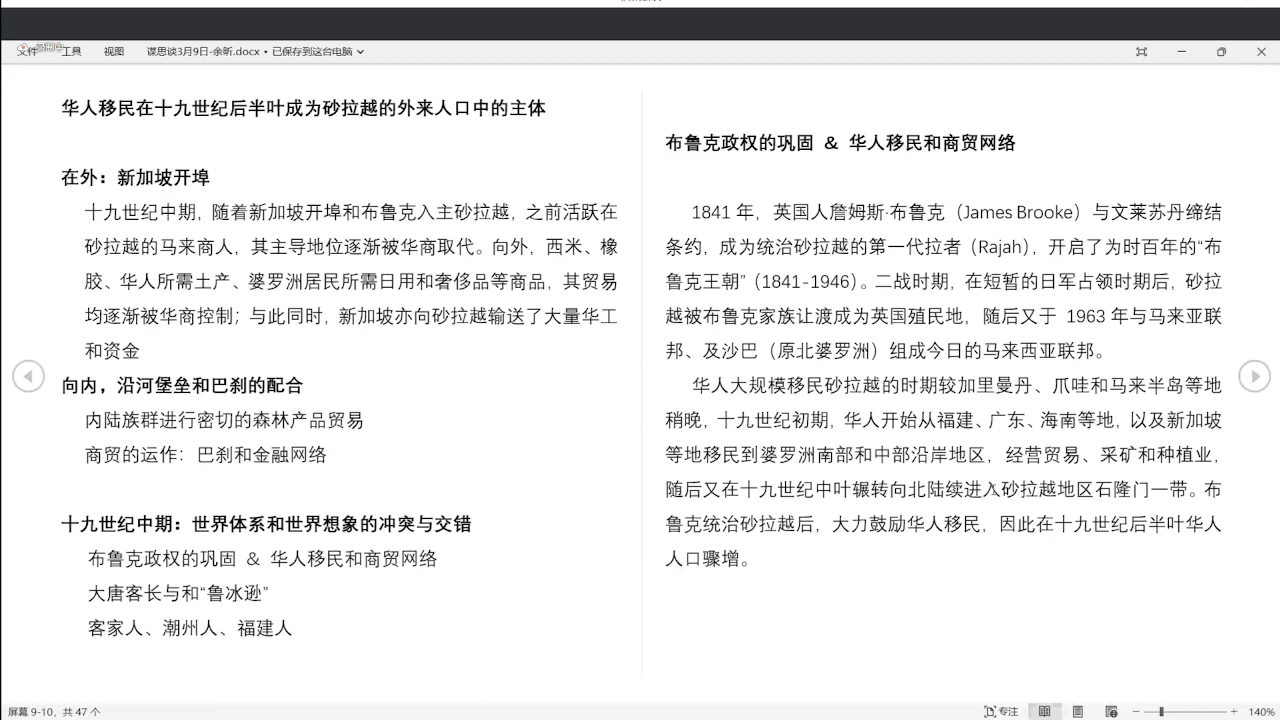 文件 工具 视图 谋思谈3月9日-余昕.docx • 已保存到这台电脑
华人移民在十九世纪后半叶成为砂拉越的外来人口中的主体
在外：新加坡开埠
十九世纪中期，随着新加坡开埠和布鲁克入主砂拉越，之前活跃在
砂拉越的马来商人，其主导地位逐渐被华商取代。向外，西米、橡
胶、华人所需土产、婆罗洲居民所需日用和奢侈品等商品，其贸易
均逐渐被华商控制；与此同时，新加坡亦向砂拉越输送了大量华工
和资金
向内，沿河堡垒和巴刹的配合
内陆族群进行密切的森林产品贸易
商贸的运作：巴刹和金融网络
十九世纪中期：世界体系和世界想象的冲突与交错
布鲁克政权的巩固 & 华人移民和商贸网络
大唐客长与和“鲁冰逊”
客家人、潮州人、福建人
布鲁克政权的巩固 & 华人移民和商贸网络
1841 年，英国人詹姆斯·布鲁克（James Brooke）与文莱苏丹缔结
条约，成为统治砂拉越的第一代拉者（Rajah），开启了为时百年的“布
鲁克王朝”（1841-1946）。二战时期，在短暂的日军占领时期后，砂拉
越被布鲁克家族让渡成为英国殖民地，随后又于 1963 年与马来亚联
邦、及沙巴（原北婆罗洲）组成今日的马来西亚联邦。
华人大规模移民砂拉越的时期较加里曼丹、爪哇和马来半岛等地
稍晚，十九世纪初期，华人开始从福建、广东、海南等地，以及新加坡
等地移民到婆罗洲南部和中部沿岸地区，经营贸易、采矿和种植业，
随后又在十九世纪中叶辗转向北陆续进入砂拉越地区石隆门一带。布
鲁克统治砂拉越后，大力鼓励华人移民，因此在十九世纪后半叶华人
人口骤增。
屏幕 9-10，共 47 个
专注
140%